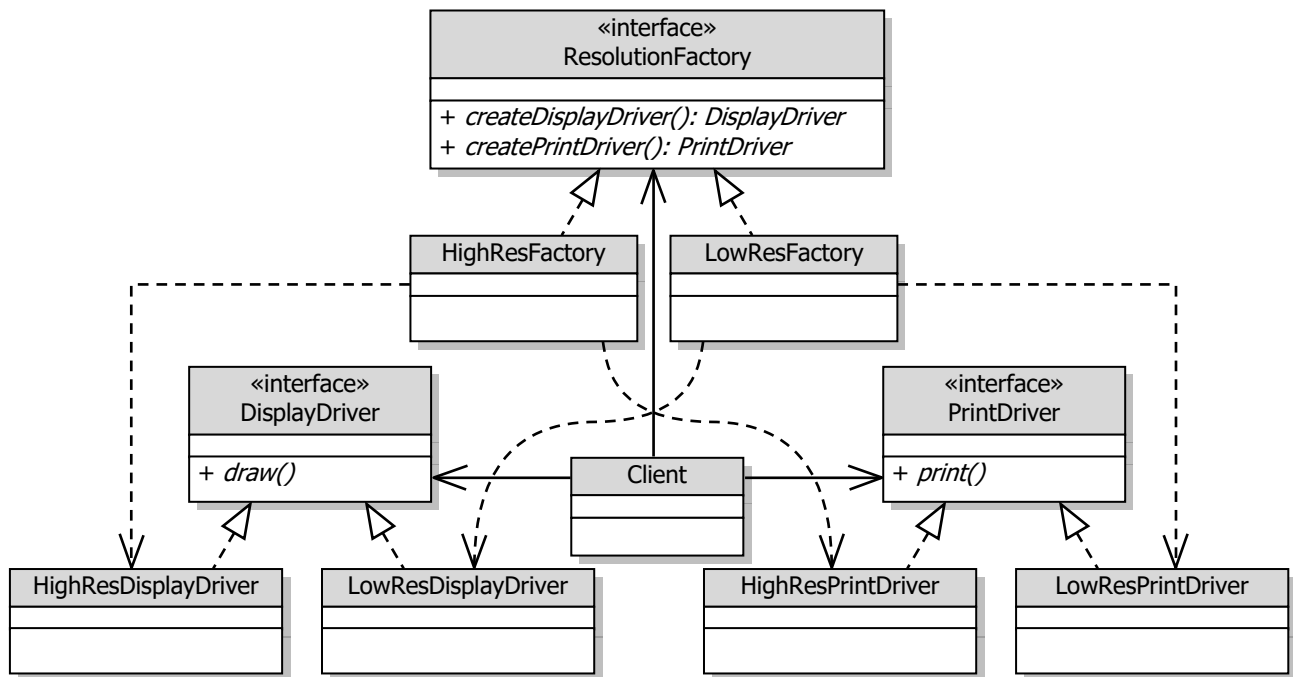 «interface»
ResolutionFactory
+ createDisplayDriver(): DisplayDriver
+ createPrintDriver(): PrintDriver
HighResFactory
LowResFactory
«interface»
DisplayDriver
+ draw()
«interface»
PrintDriver
+ print()
Client
HighResDisplayDriver
LowResDisplayDriver
HighResPrintDriver
LowResPrintDriver